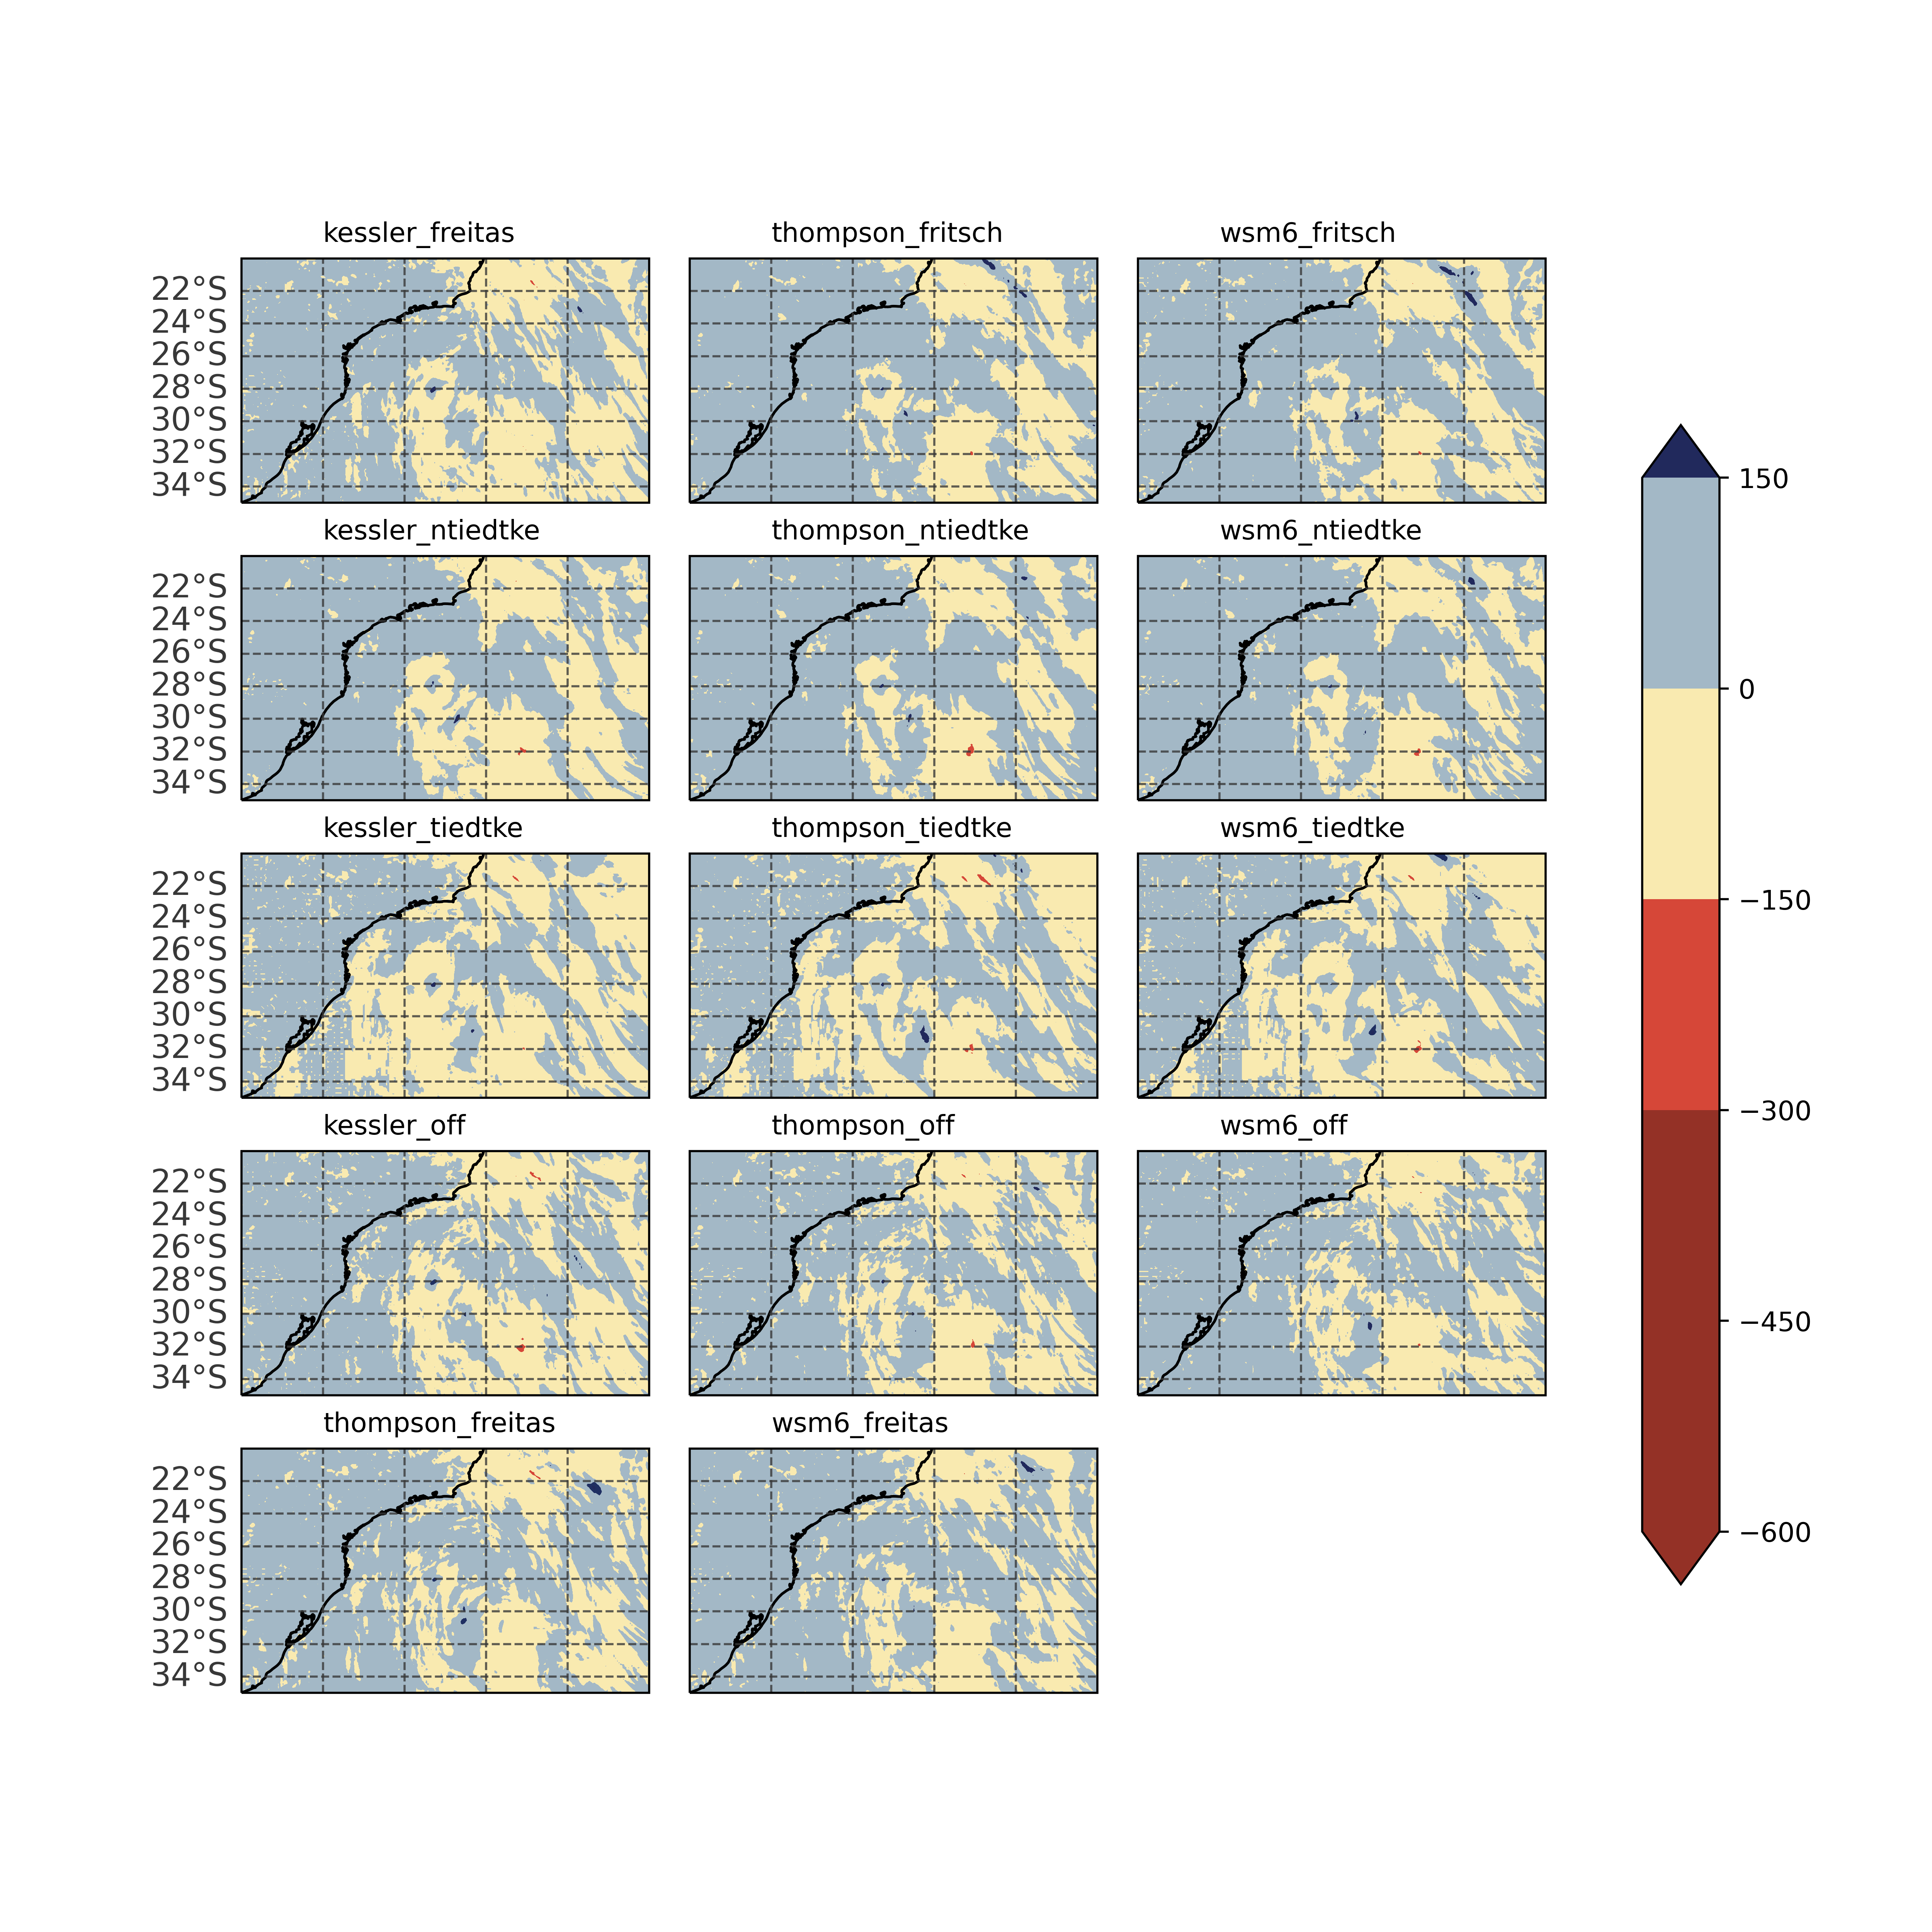 kessler_freitas thompson_fritsch wsm6_fritsch
22°S
24°S
26°S
28°S
30°S
32°S
34°S
kessler_ntiedtke thompson_ntiedtke wsm6_ntiedtke
22°S
24°S
26°S
28°S
30°S
32°S
34°S
kessler_tiedtke thompson_tiedtke wsm6_tiedtke
22°S
24°S
26°S
28°S
30°S
32°S
34°S
kessler_off thompson_off wsm6_off
22°S
24°S
26°S
28°S
30°S
32°S
34°S
thompson_freitas wsm6_freitas
22°S
24°S
26°S
28°S
30°S
32°S
34°S
150
0
−150
−300
−450
−600